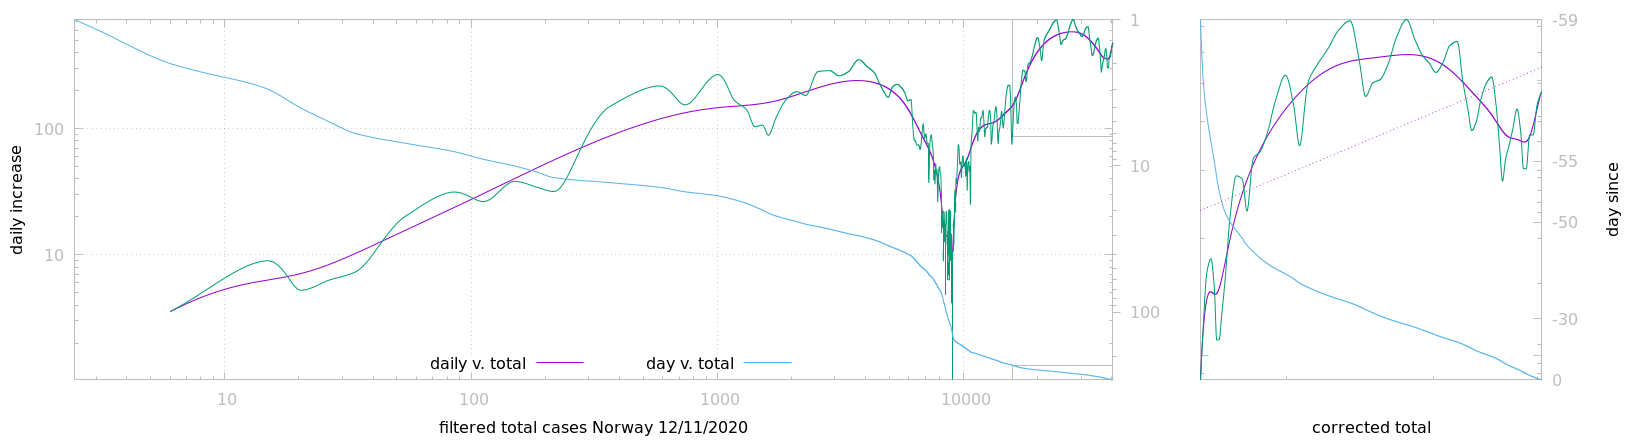 daily increase
100
10
1
10
100
daily v. total
day v. total
10
100
1000
10000
filtered total cases Norway 12/11/2020
-59
-55
-50
-30
0
day since
corrected total